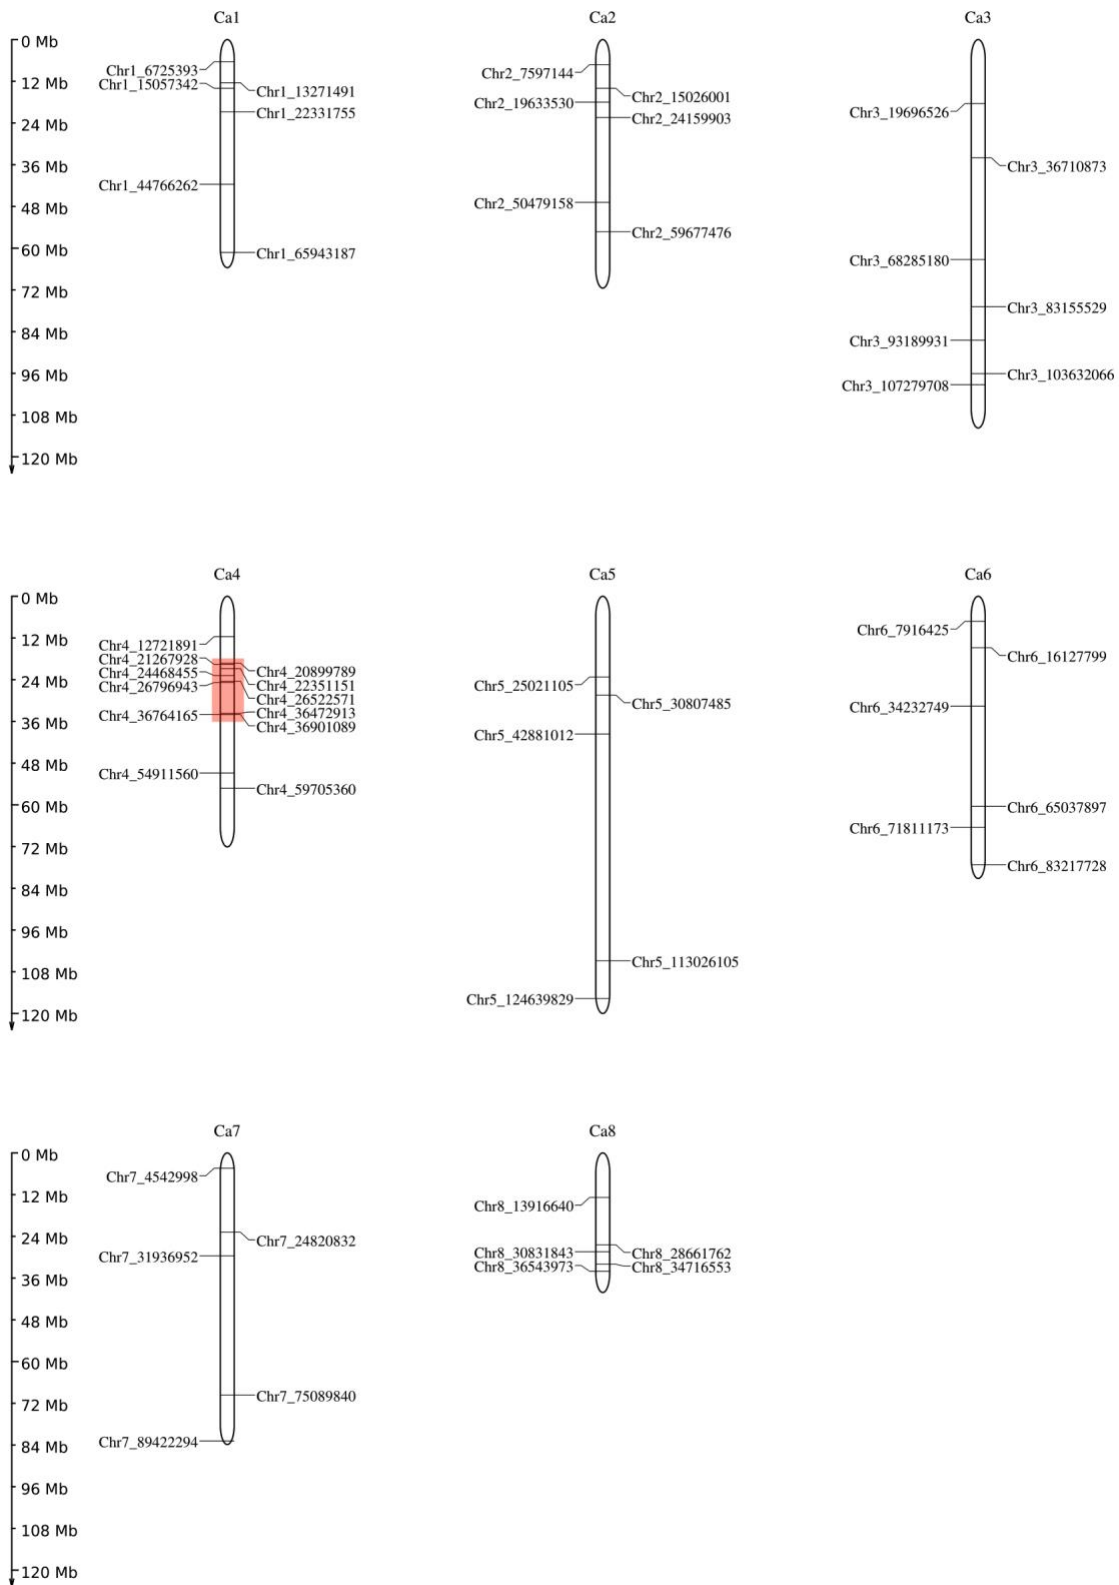 Ca1
Ca2
Ca3
0 Mb
12 Mb
24 Mb
36 Mb
48 Mb
60 Mb
72 Mb
84 Mb
96 Mb
108 Mb
120 Mb
Chr1_6725393
Chr1_15057342
Chr1_13271491
Chr1_22331755
Chr1_44766262
Chr1_65943187
Chr2_7597144
Chr2_15026001
Chr2_19633530
Chr2_24159903
Chr2_50479158
Chr2_59677476
Chr3_19696526
Chr3_36710873
Chr3_68285180
Chr3_83155529
Chr3_93189931
Chr3_103632066
Chr3_107279708
Ca4
Ca5
Ca6
0 Mb
12 Mb
24 Mb
36 Mb
48 Mb
60 Mb
72 Mb
84 Mb
96 Mb
108 Mb
120 Mb
Chr4_12721891
Chr4_21267928
Chr4_20899789
Chr4_24468455
Chr4_22351151
Chr4_26796943
Chr4_26522571
Chr4_36472913
Chr4_36764165
Chr4_36901089
Chr4_54911560
Chr4_59705360
Chr5_25021105
Chr5_30807485
Chr5_42881012
Chr5_113026105
Chr5_124639829
Chr6_7916425
Chr6_16127799
Chr6_34232749
Chr6_65037897
Chr6_71811173
Chr6_83217728
Ca7
Ca8
0 Mb
12 Mb
24 Mb
36 Mb
48 Mb
60 Mb
72 Mb
84 Mb
96 Mb
108 Mb
120 Mb
Chr7_4542998
Chr7_24820832
Chr7_31936952
Chr7_75089840
Chr7_89422294
Chr8_13916640
Chr8_30831843
Chr8_28661762
Chr8_36543973
Chr8_34716553